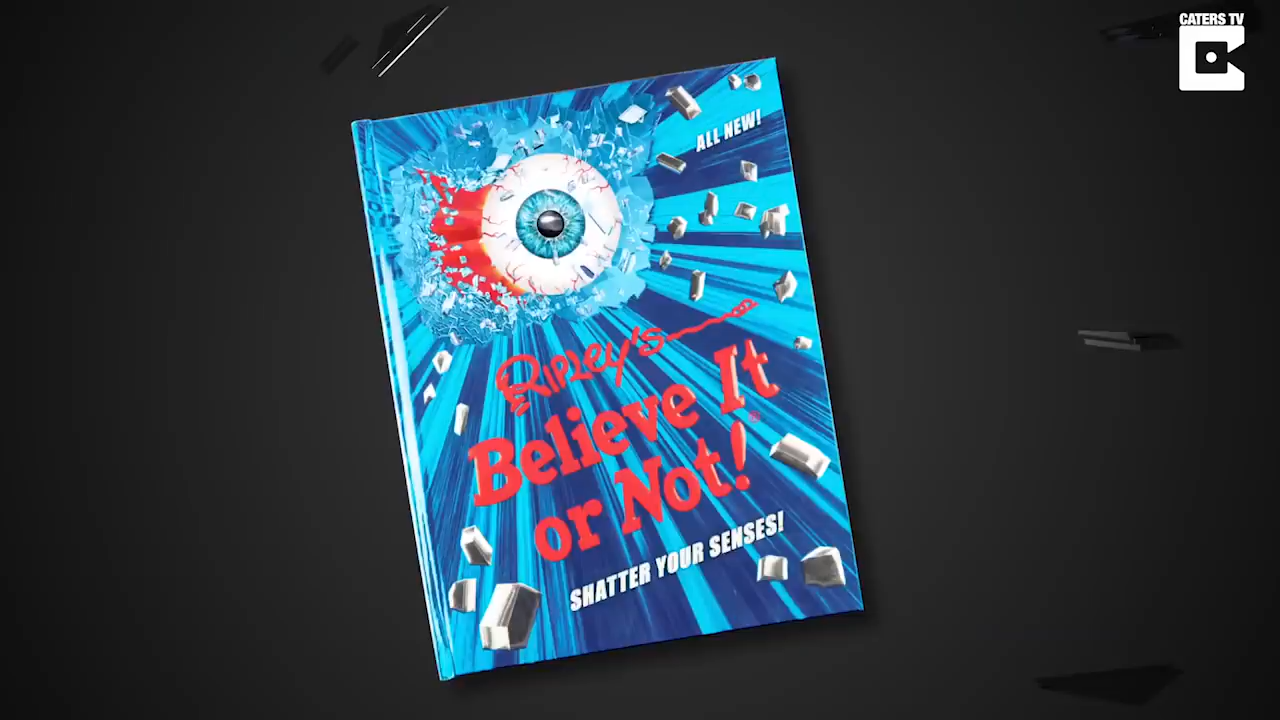 CATERS TV
ALL NEW!
RIPLEY'S
Believe It
or Not!
®
SHATTER YOUR SENSES!